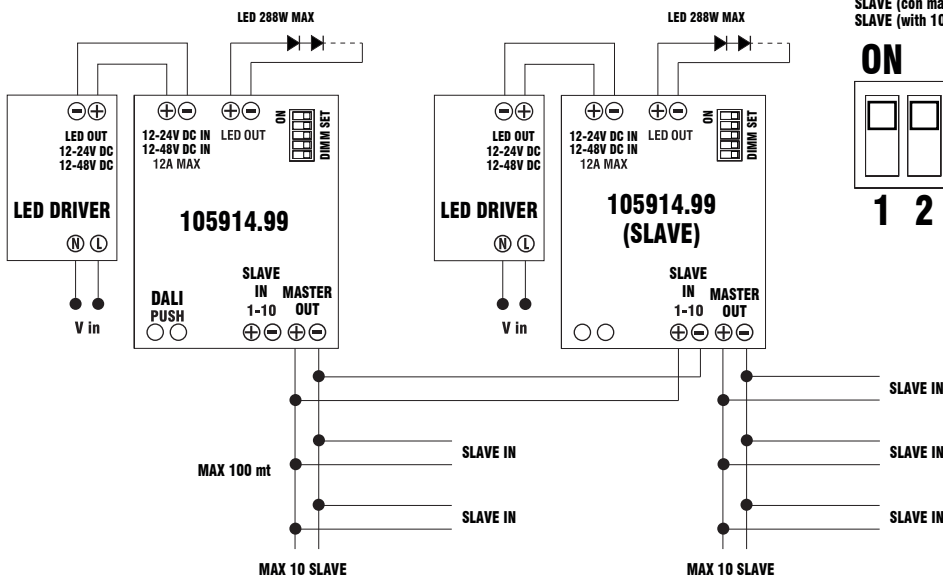 LED 288W MAX
LED OUT
12-24V DC
12-48V DC
LED DRIVER
N L
V in
12-24V DC IN
12-48V DC IN
12A MAX
LED OUT
ON
DIMM SET
105914.99
DALI
PUSH
SLAVE
IN
1-10
MASTER
OUT
MAX 100 mt
SLAVE IN
SLAVE IN
MAX 10 SLAVE
LED 288W MAX
LED OUT
12-24V DC
12-48V DC
LED DRIVER
N L
V in
12-24V DC IN
12-48V DC IN
12A MAX
LED OUT
ON
DIMM SET
105914.99
(SLAVE)
SLAVE
IN
1-10
MASTER
OUT
SLAVE IN
SLAVE IN
SLAVE IN
MAX 10 SLAVE
SLAVE (con
SLAVE (with 10
ON
1 2